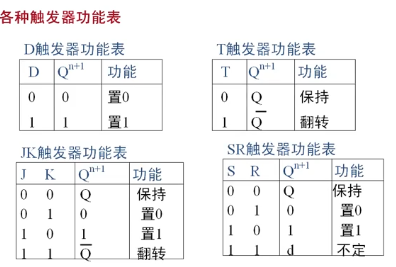 各种触发器功能表
D触发器功能表
D Qn+1 功能
0 0 置0
1 1 置1
T触发器功能表
T Qn+1 功能
0 Q 保持
1 Q̅ 翻转
JK触发器功能表
J K Qn+1 功能
0 0 Q 保持
0 1 0 置0
1 0 1 置1
1 1 Q̅ 翻转
SR触发器功能表
S R Qn+1 功能
0 0 Q 保持
0 1 0 置0
1 0 1 置1
1 1 d 不定